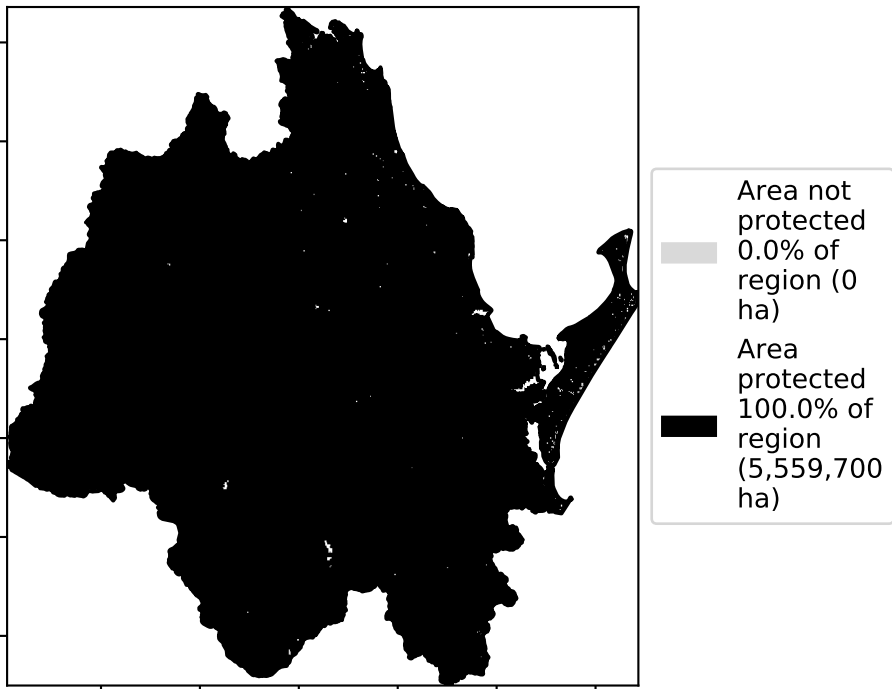 Area not
protected
0.0% of
region (0
ha)
Area
protected
100.0% of
region
(5,559,700
ha)